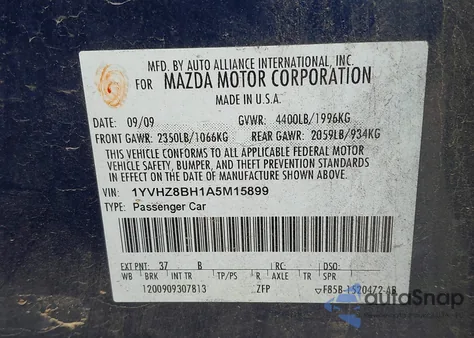 MFD. BY AUTO ALLIANCE INTERNATIONAL, INC.
FOR MAZDA MOTOR CORPORATION
MADE IN U.S.A.
DATE: 09/09 GVWR: 4400LB/1996KG
FRONT GAWR: 2350LB/1066KG REAR GAWR: 2059LB/934KG
THIS VEHICLE CONFORMS TO ALL APPLICABLE FEDERAL MOTOR
VEHICLE SAFETY, BUMPER, AND THEFT PREVENTION STANDARDS
IN EFFECT ON THE DATE OF MANUFACTURE SHOWN ABOVE.
VIN: 1YVHZ8BH1A5M15899
TYPE: Passenger Car
EXT PNT: 37 B RC: DSO:
WB BRK INT TR TP/PS R AXLE TR SPR
1200909307813 ZFP F85B-1520472-AB
autoSnap